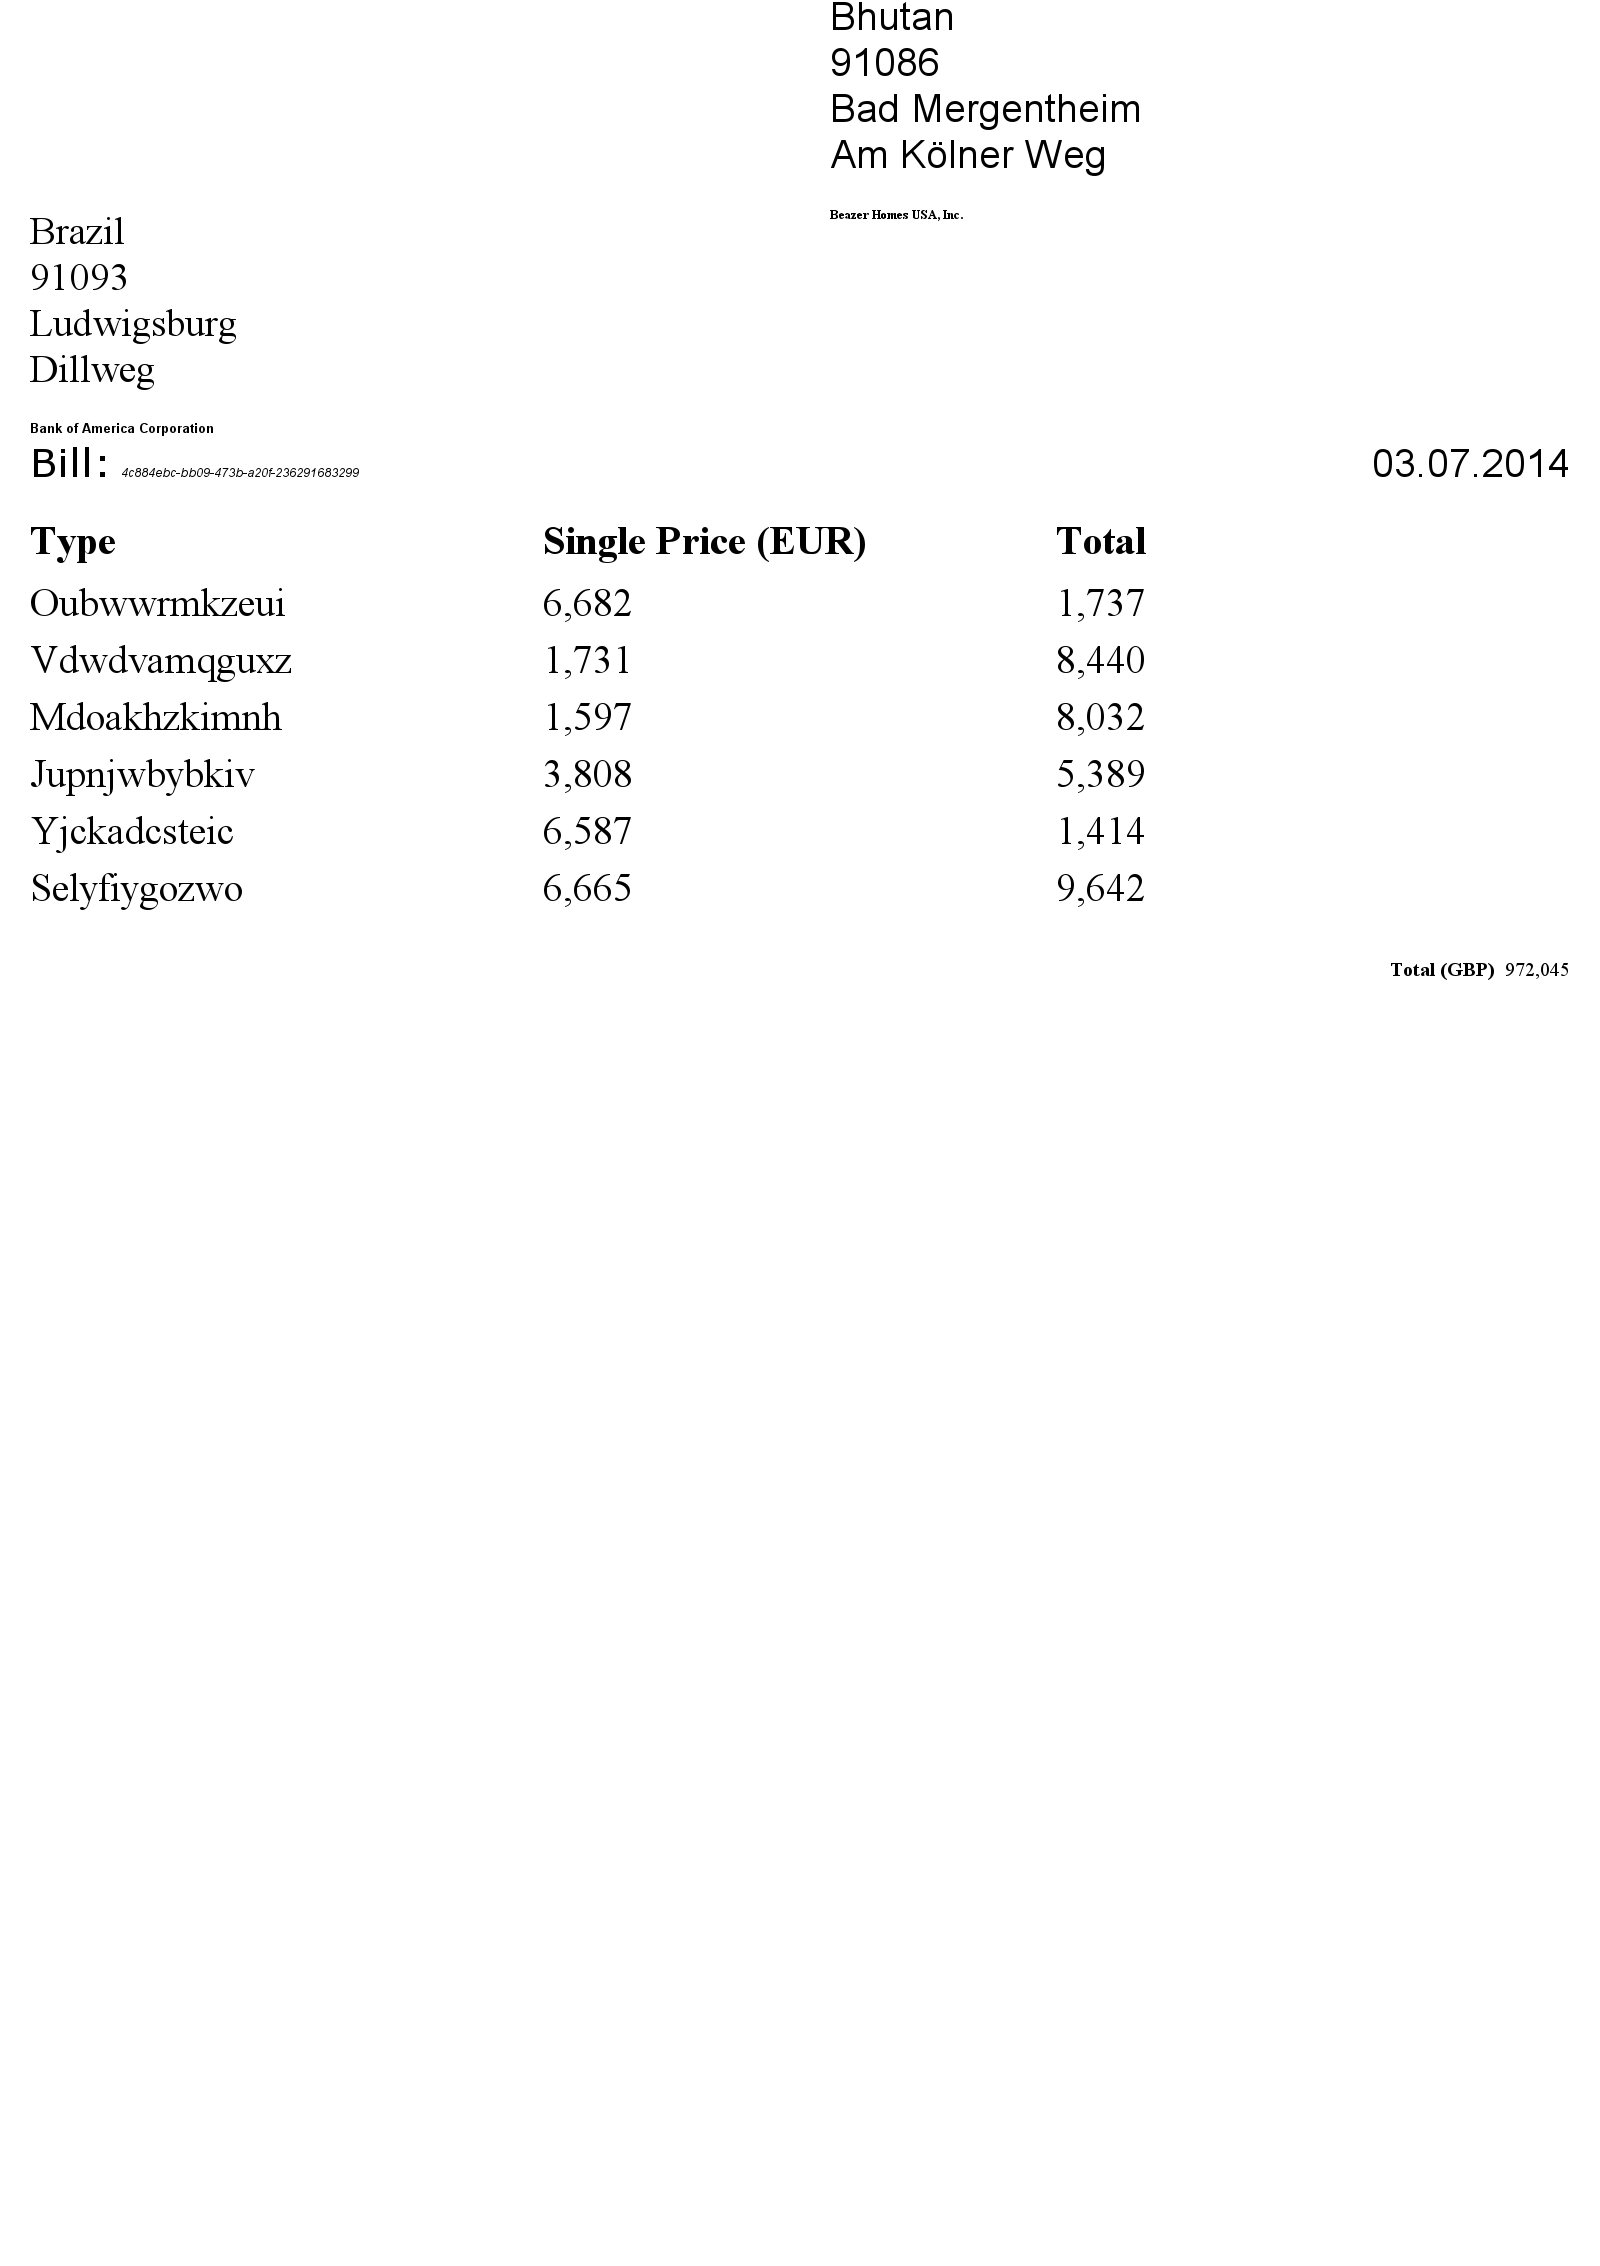 Bhutan
91086
Bad Mergentheim
Am Kölner Weg
Beazer Homes USA, Inc.
Brazil
91093
Ludwigsburg
Dillweg
Bank of America Corporation
Bill: 4c884ebc-bb09-473b-a20f-236291683299 03.07.2014
Type Single Price (EUR) Total
Oubwwrmkzeui 6,682 1,737
Vdwdvamqguxz 1,731 8,440
Mdoakhzkimnh 1,597 8,032
Jupnjwbybkiv 3,808 5,389
Yjckadcsteic 6,587 1,414
Selyfiygozwo 6,665 9,642
Total (GBP) 972,045